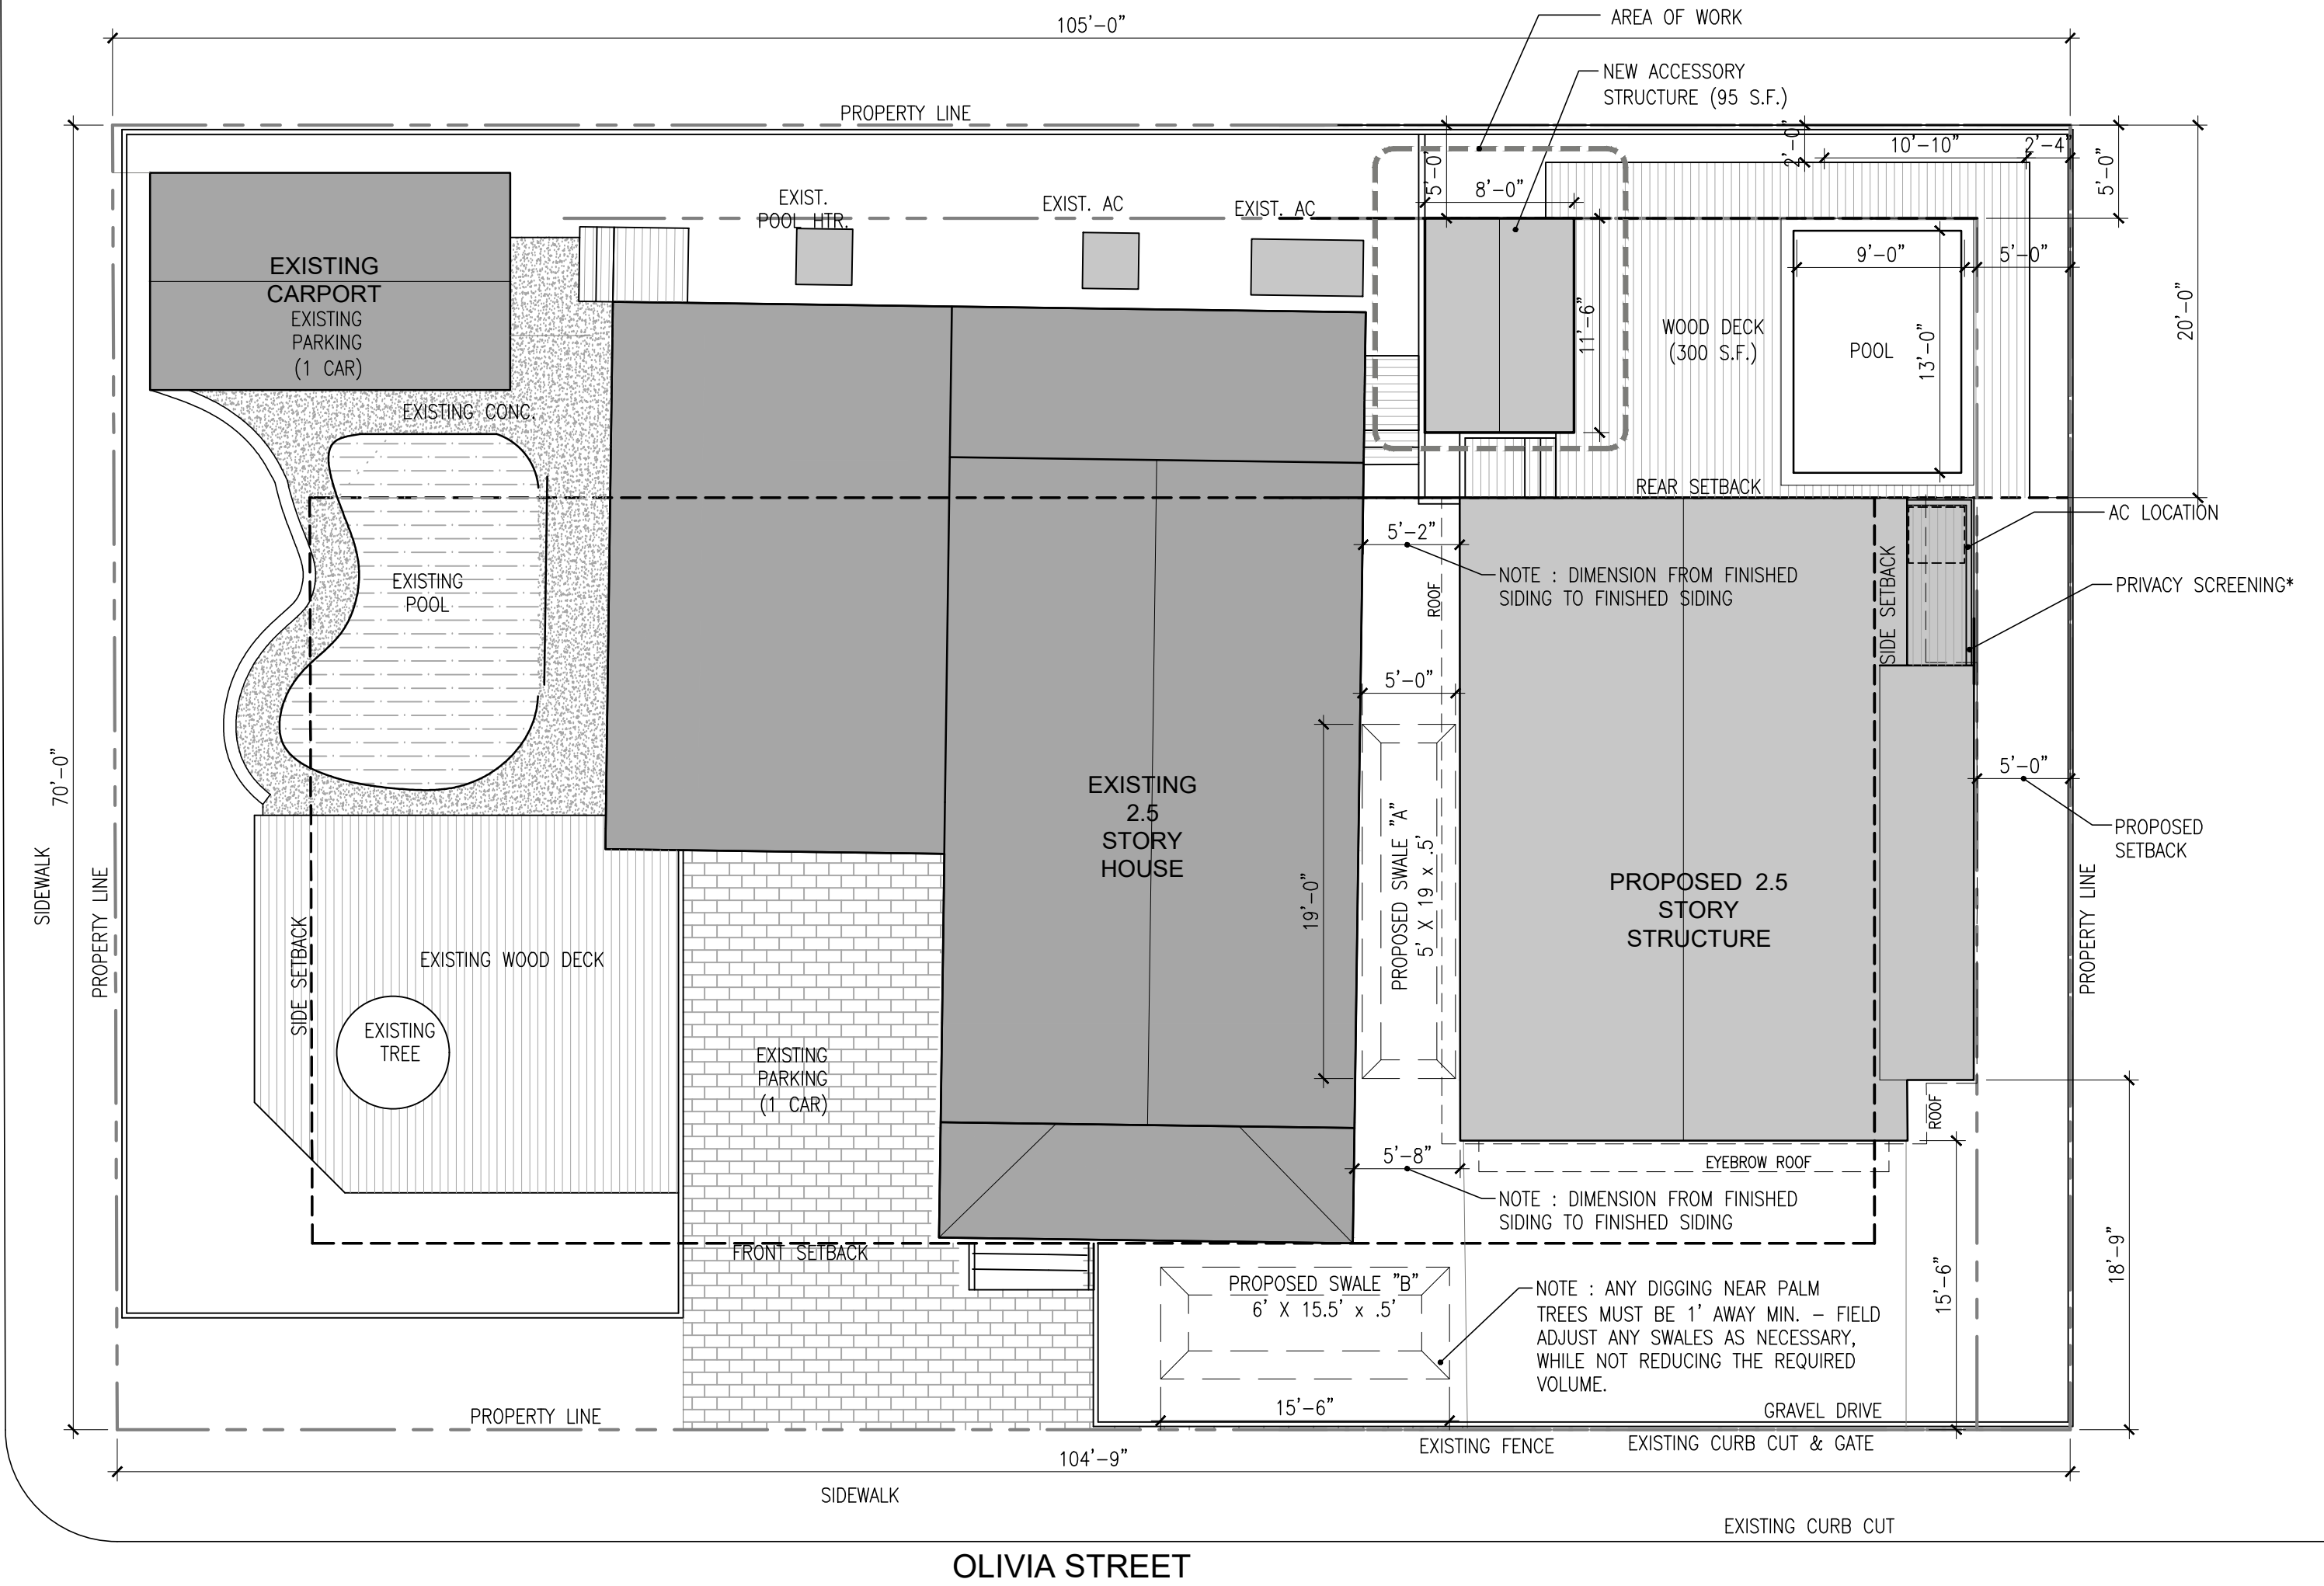 105'-0"
AREA OF WORK
NEW ACCESSORY
STRUCTURE (95 S.F.)
PROPERTY LINE
2'-0"
10'-10"
2'-4"
5'-0"
5'-0"
20'-0"
8'-0"
EXIST.
POOL HTR.
EXIST. AC
EXIST. AC
EXISTING
CARPORT
EXISTING
PARKING
(1 CAR)
9'-0"
5'-0"
11'-6"
WOOD DECK
(300 S.F.)
13'-0"
POOL
EXISTING CONC.
REAR SETBACK
AC LOCATION
5'-2"
NOTE : DIMENSION FROM FINISHED
SIDING TO FINISHED SIDING
ROOF
SIDE SETBACK
PRIVACY SCREENING*
EXISTING
POOL
5'-0"
70'-0"
SIDEWALK
PROPERTY LINE
EXISTING
2.5
STORY
HOUSE
19'-0"
PROPOSED SWALE "A"
5' X 19 x .5'
PROPOSED 2.5
STORY
STRUCTURE
5'-0"
PROPOSED
SETBACK
PROPERTY LINE
SIDE SETBACK
EXISTING WOOD DECK
EXISTING
TREE
EXISTING
PARKING
(1 CAR)
ROOF
5'-8"
EYEBROW ROOF
NOTE : DIMENSION FROM FINISHED
SIDING TO FINISHED SIDING
FRONT SETBACK
PROPOSED SWALE "B"
6' X 15.5' x .5'
NOTE : ANY DIGGING NEAR PALM
TREES MUST BE 1' AWAY MIN. – FIELD
ADJUST ANY SWALES AS NECESSARY,
WHILE NOT REDUCING THE REQUIRED
VOLUME.
15'-6"
18'-9"
15'-6"
PROPERTY LINE
GRAVEL DRIVE
EXISTING FENCE
EXISTING CURB CUT & GATE
104'-9"
SIDEWALK
EXISTING CURB CUT
OLIVIA STREET